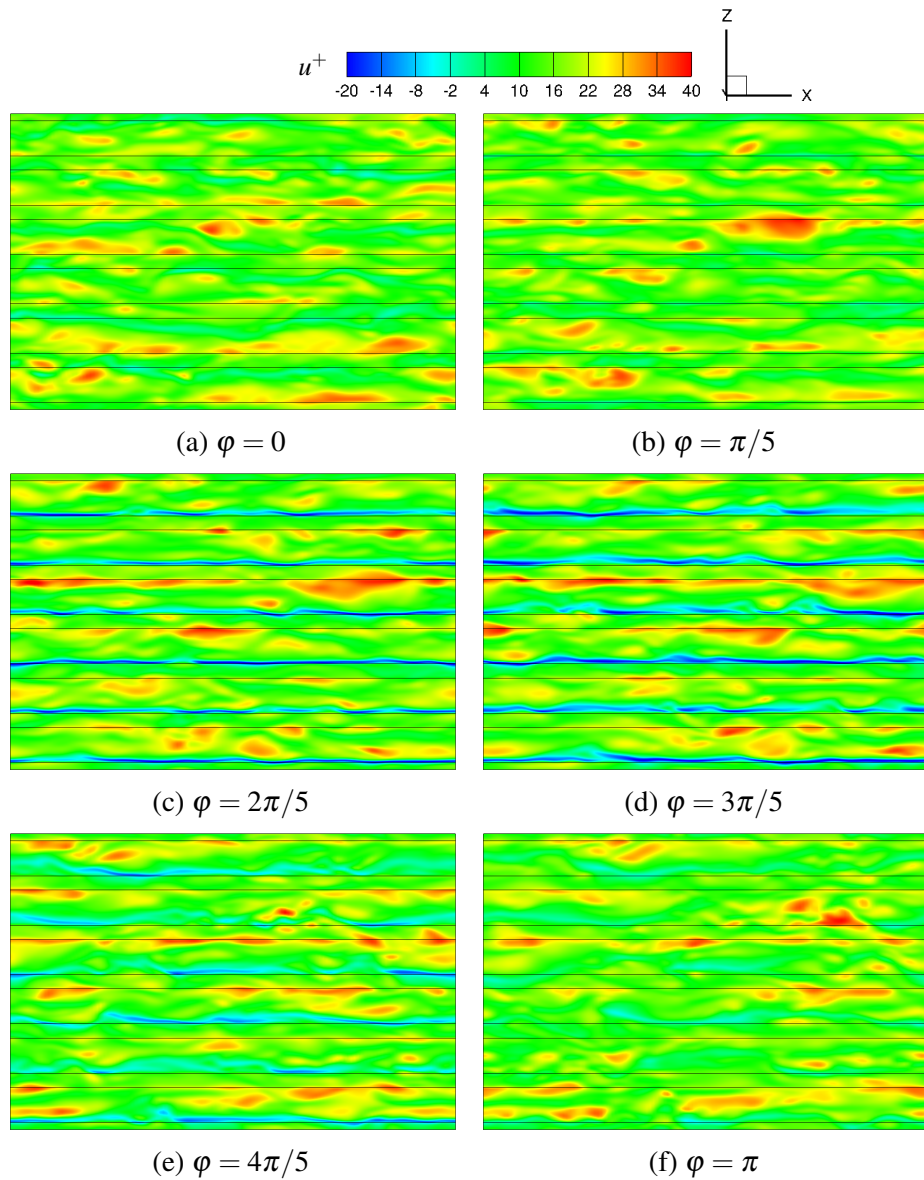 Z
u⁺
-20 -14 -8 -2 4 10 16 22 28 34 40
X
(a) φ = 0
(b) φ = π/5
(c) φ = 2π/5
(d) φ = 3π/5
(e) φ = 4π/5
(f) φ = π